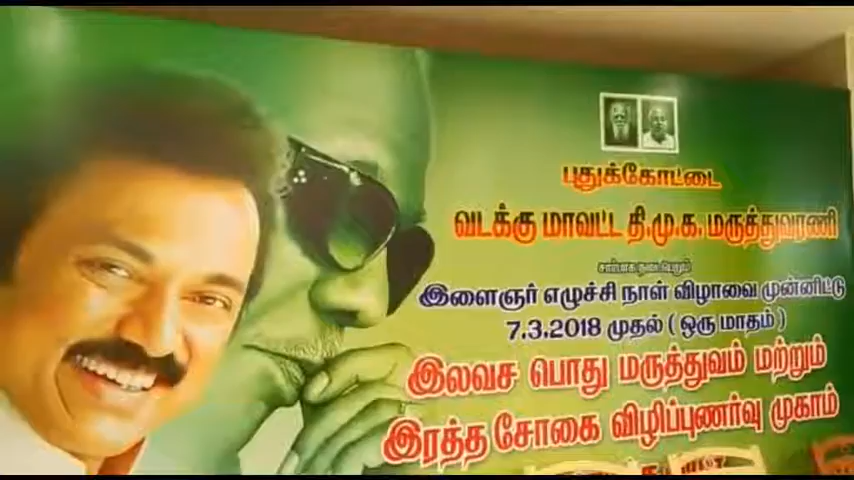 புதுக்கோட்டை
வடக்கு மாவட்ட தி.மு.க. மருத்துவரணி
சார்பாக நடைபெறும்
இளைஞர் எழுச்சி நாள் விழாவை முன்னிட்டு
7.3.2018 முதல் (ஒரு மாதம்)
இலவச பொது மருத்துவம் மற்றும்
இரத்த சோகை விழிப்புணர்வு முகாம்